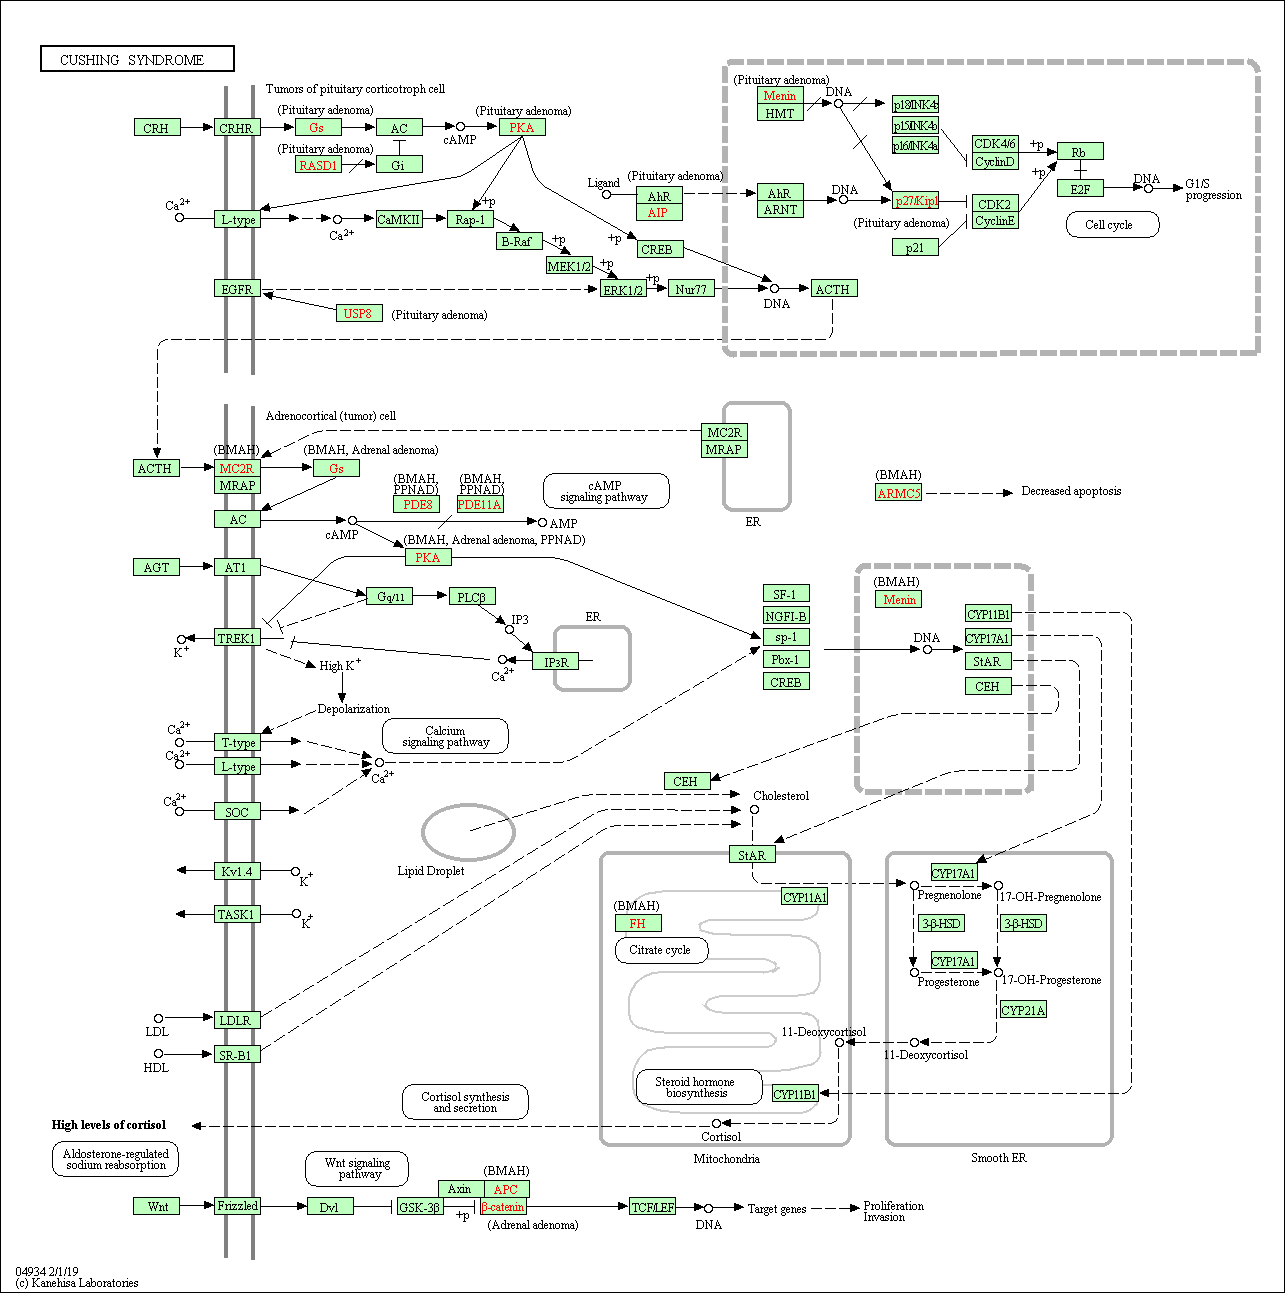 CUSHING SYNDROME
Tumors of pituitary corticotroph cell
(Pituitary adenoma)
(Pituitary adenoma)
CRH
CRHR
Gs
AC
cAMP
PKA
(Pituitary adenoma)
RASD1
Gi
Ca2+
L-type
Ca2+
CaMKII
Rap-1
+p
B-Raf
+p
MEK1/2
+p
ERK1/2
+p
Nur77
CREB
+p
DNA
ACTH
EGFR
USP8
(Pituitary adenoma)
Ligand
(Pituitary adenoma)
AhR
AIP
(Pituitary adenoma)
Menin
HMT
DNA
p18/INK4b
p15/INK4b
p16/INK4a
CDK4/6
CyclinD
+p
Rb
AhR
ARNT
DNA
p27/Kip1
(Pituitary adenoma)
p21
CDK2
CyclinE
+p
E2F
DNA
G1/S
progression
Cell cycle
Adrenocortical (tumor) cell
ACTH
(BMAH)
MC2R
MRAP
(BMAH, Adrenal adenoma)
Gs
MC2R
MRAP
ER
AC
cAMP
(BMAH,
PPNAD)
PDE8
(BMAH,
PPNAD)
PDE11A
AMP
cAMP
signaling pathway
(BMAH)
ARMC5
Decreased apoptosis
(BMAH, Adrenal adenoma, PPNAD)
PKA
AGT
AT1
Gq/11
PLCβ
IP3
ER
IP3R
Ca2+
TREK1
K+
High K+
Depolarization
SF-1
NGFI-B
sp-1
Pbx-1
CREB
(BMAH)
Menin
DNA
CYP11B1
CYP17A1
StAR
CEH
Ca2+
T-type
Ca2+
L-type
Ca2+
SOC
Ca2+
Calcium
signaling pathway
CEH
Cholesterol
Lipid Droplet
Kv1.4
K+
TASK1
K+
StAR
CYP11A1
(BMAH)
FH
Citrate cycle
CYP17A1
Pregnenolone
17-OH-Pregnenolone
3-β-HSD
3-β-HSD
CYP17A1
Progesterone
17-OH-Progesterone
CYP21A
11-Deoxycortisol
11-Deoxycortisol
LDL
LDLR
HDL
SR-B1
Steroid hormone
biosynthesis
CYP11B1
Cortisol
Mitochondria
Smooth ER
Cortisol synthesis
and secretion
High levels of cortisol
Aldosterone-regulated
sodium reabsorption
Wnt signaling
pathway
Wnt
Frizzled
Dvl
GSK-3β
Axin
(BMAH)
APC
β-catenin
+p
(Adrenal adenoma)
TCF/LEF
DNA
Target genes
Proliferation
Invasion
04934 2/1/19
(c) Kanehisa Laboratories